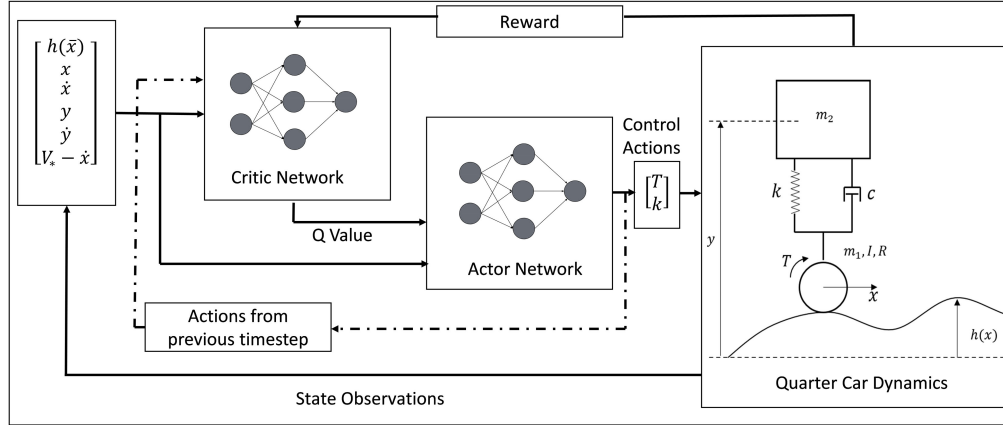 Reward
h(x̄)
x
ẋ
y
ẏ
V* − ẋ
Critic Network
Q Value
Actor Network
Control
Actions
T
k
Actions from
previous timestep
State Observations
m₂
k
c
y
m₁, I, R
T
x
h(x)
Quarter Car Dynamics